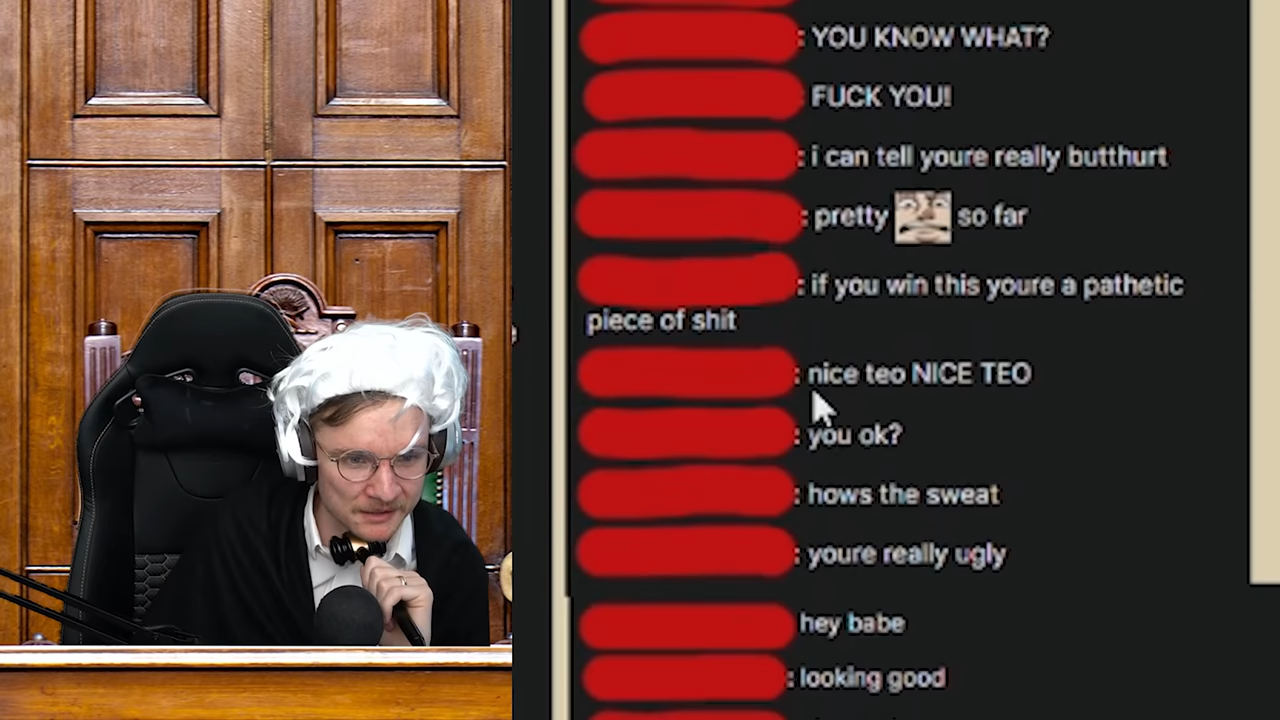 : YOU KNOW WHAT?
: FUCK YOU!
: i can tell youre really butthurt
: pretty so far
: if you win this youre a pathetic
piece of shit
: nice teo NICE TEO
: you ok?
: hows the sweat
: youre really ugly
hey babe
: looking good